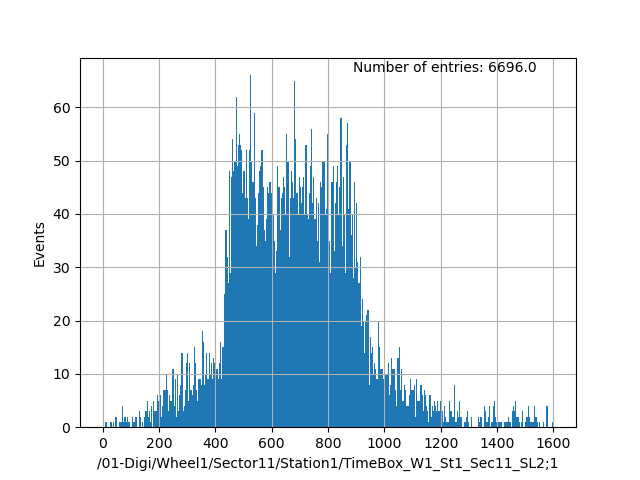 Number of entries: 6696.0
60
50
40
30
20
10
0
Events
0 200 400 600 800 1000 1200 1400 1600
/01-Digi/Wheel1/Sector11/Station1/TimeBox_W1_St1_Sec11_SL2;1